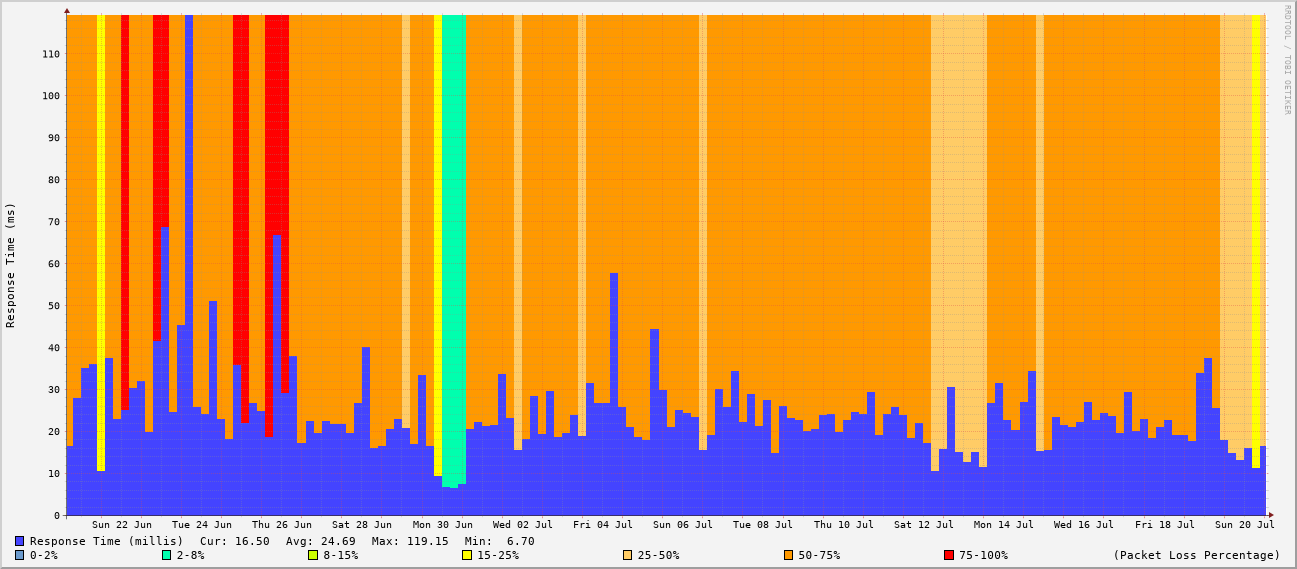 RRDTOOL / TOBI OETIKER
Response Time (ms)
110
100
90
80
70
60
50
40
30
20
10
0
Sun 22 Jun Tue 24 Jun Thu 26 Jun Sat 28 Jun Mon 30 Jun Wed 02 Jul Fri 04 Jul Sun 06 Jul Tue 08 Jul Thu 10 Jul Sat 12 Jul Mon 14 Jul Wed 16 Jul Fri 18 Jul Sun 20 Jul
Response Time (millis) Cur: 16.50 Avg: 24.69 Max: 119.15 Min: 6.70
0-2% 2-8% 8-15% 15-25% 25-50% 50-75% 75-100% (Packet Loss Percentage)